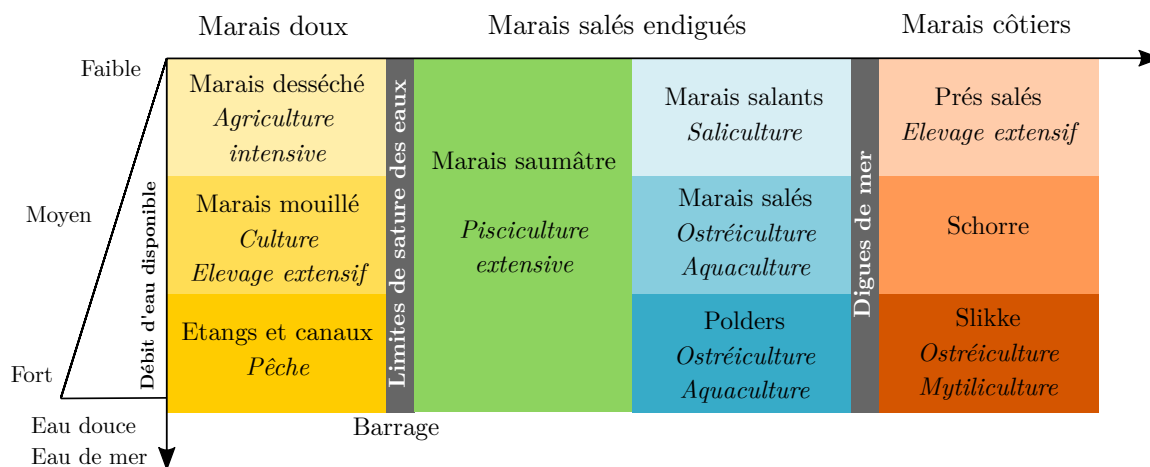 Marais doux
Marais salés endigués
Marais côtiers
Faible
Moyen
Fort
Débit d'eau disponible
Eau douce
Eau de mer
Marais desséché
Agriculture
intensive
Marais mouillé
Culture
Elevage extensif
Etangs et canaux
Pêche
Limites de sature des eaux
Barrage
Marais saumâtre
Pisciculture
extensive
Marais salants
Saliculture
Marais salés
Ostréiculture
Aquaculture
Polders
Ostréiculture
Aquaculture
Digues de mer
Prés salés
Elevage extensif
Schorre
Slikke
Ostréiculture
Mytiliculture